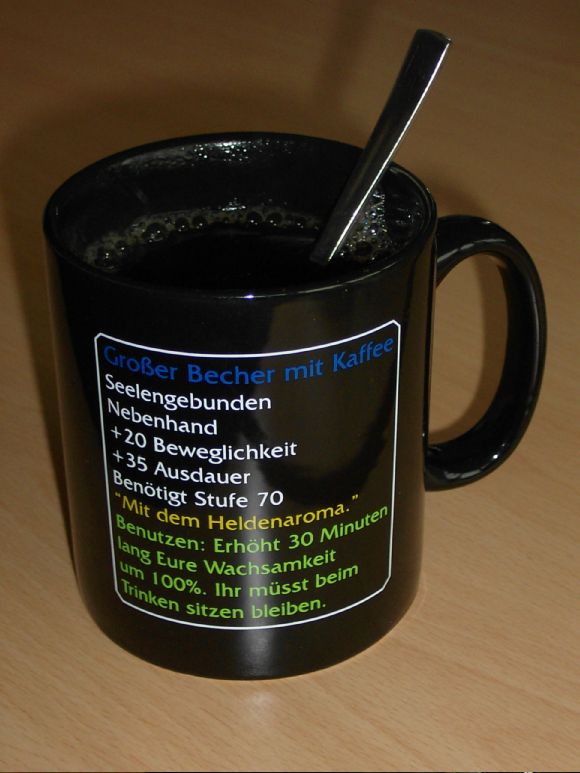 Großer Becher mit Kaffee
Seelengebunden
Nebenhand
+20 Beweglichkeit
+35 Ausdauer
Benötigt Stufe 70
"Mit dem Heldenaroma."
Benutzen: Erhöht 30 Minuten
lang Eure Wachsamkeit
um 100%. Ihr müsst beim
Trinken sitzen bleiben.